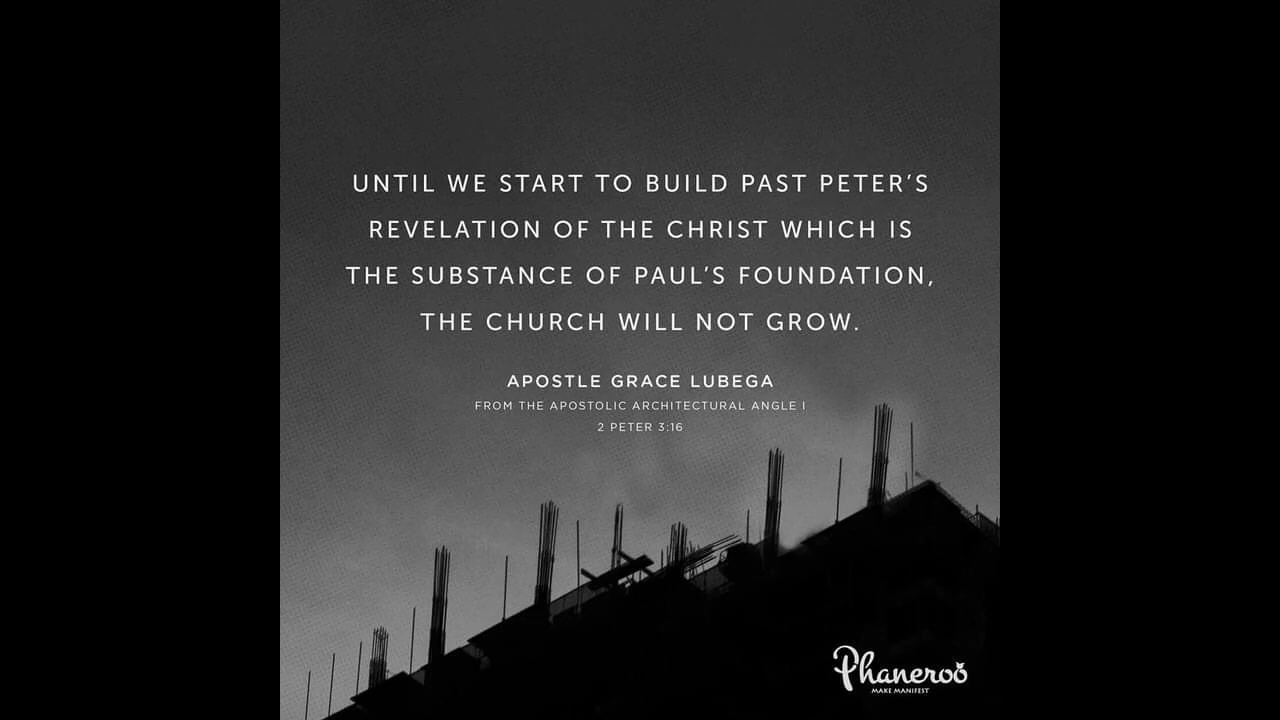 UNTIL WE START TO BUILD PAST PETER'S
REVELATION OF THE CHRIST WHICH IS
THE SUBSTANCE OF PAUL'S FOUNDATION,
THE CHURCH WILL NOT GROW.
APOSTLE GRACE LUBEGA
FROM THE APOSTOLIC ARCHITECTURAL ANGLE I
2 PETER 3:16
Phaneroo
MAKE MANIFEST